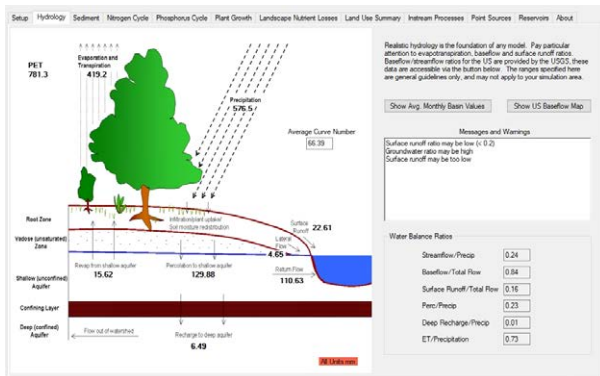 Setup Hydrology Sediment Nitrogen Cycle Phosphorus Cycle Plant Growth Landscape Nutrient Losses Land Use Summary Instream Processes Point Sources Reservoirs About
PET
781.3
Evaporation and
Transpiration
419.2
Precipitation
576.5
Average Curve Number
66.39
Root Zone
Infiltration/plant uptake/
Soil moisture redistribution
Surface
Runoff
22.61
Vadose (unsaturated)
Zone
Lateral
Flow
4.65
Revap from shallow aquifer
15.62
Percolation to shallow aquifer
129.88
Return Flow
110.63
Shallow (unconfined)
Aquifer
Confining Layer
Deep (confined)
Aquifer
Flow out of watershed
Recharge to deep aquifer
6.49
All Units mm
Realistic hydrology is the foundation of any model. Pay particular
attention to evapotranspiration, baseflow and surface runoff ratios.
Baseflow/streamflow ratios for the US are provided by the USGS, these
data are accessible via the button below. The ranges specified here
are general guidelines only, and may not apply to your simulation area.
Show Avg. Monthly Basin Values
Show US Baseflow Map
Messages and Warnings
Surface runoff ratio may be low (< 0.2)
Groundwater ratio may be high
Surface runoff may be too low
Water Balance Ratios
Streamflow/Precip 0.24
Baseflow/Total Flow 0.84
Surface Runoff/Total Flow 0.16
Perc/Precip 0.23
Deep Recharge/Precip 0.01
ET/Precipitation 0.73